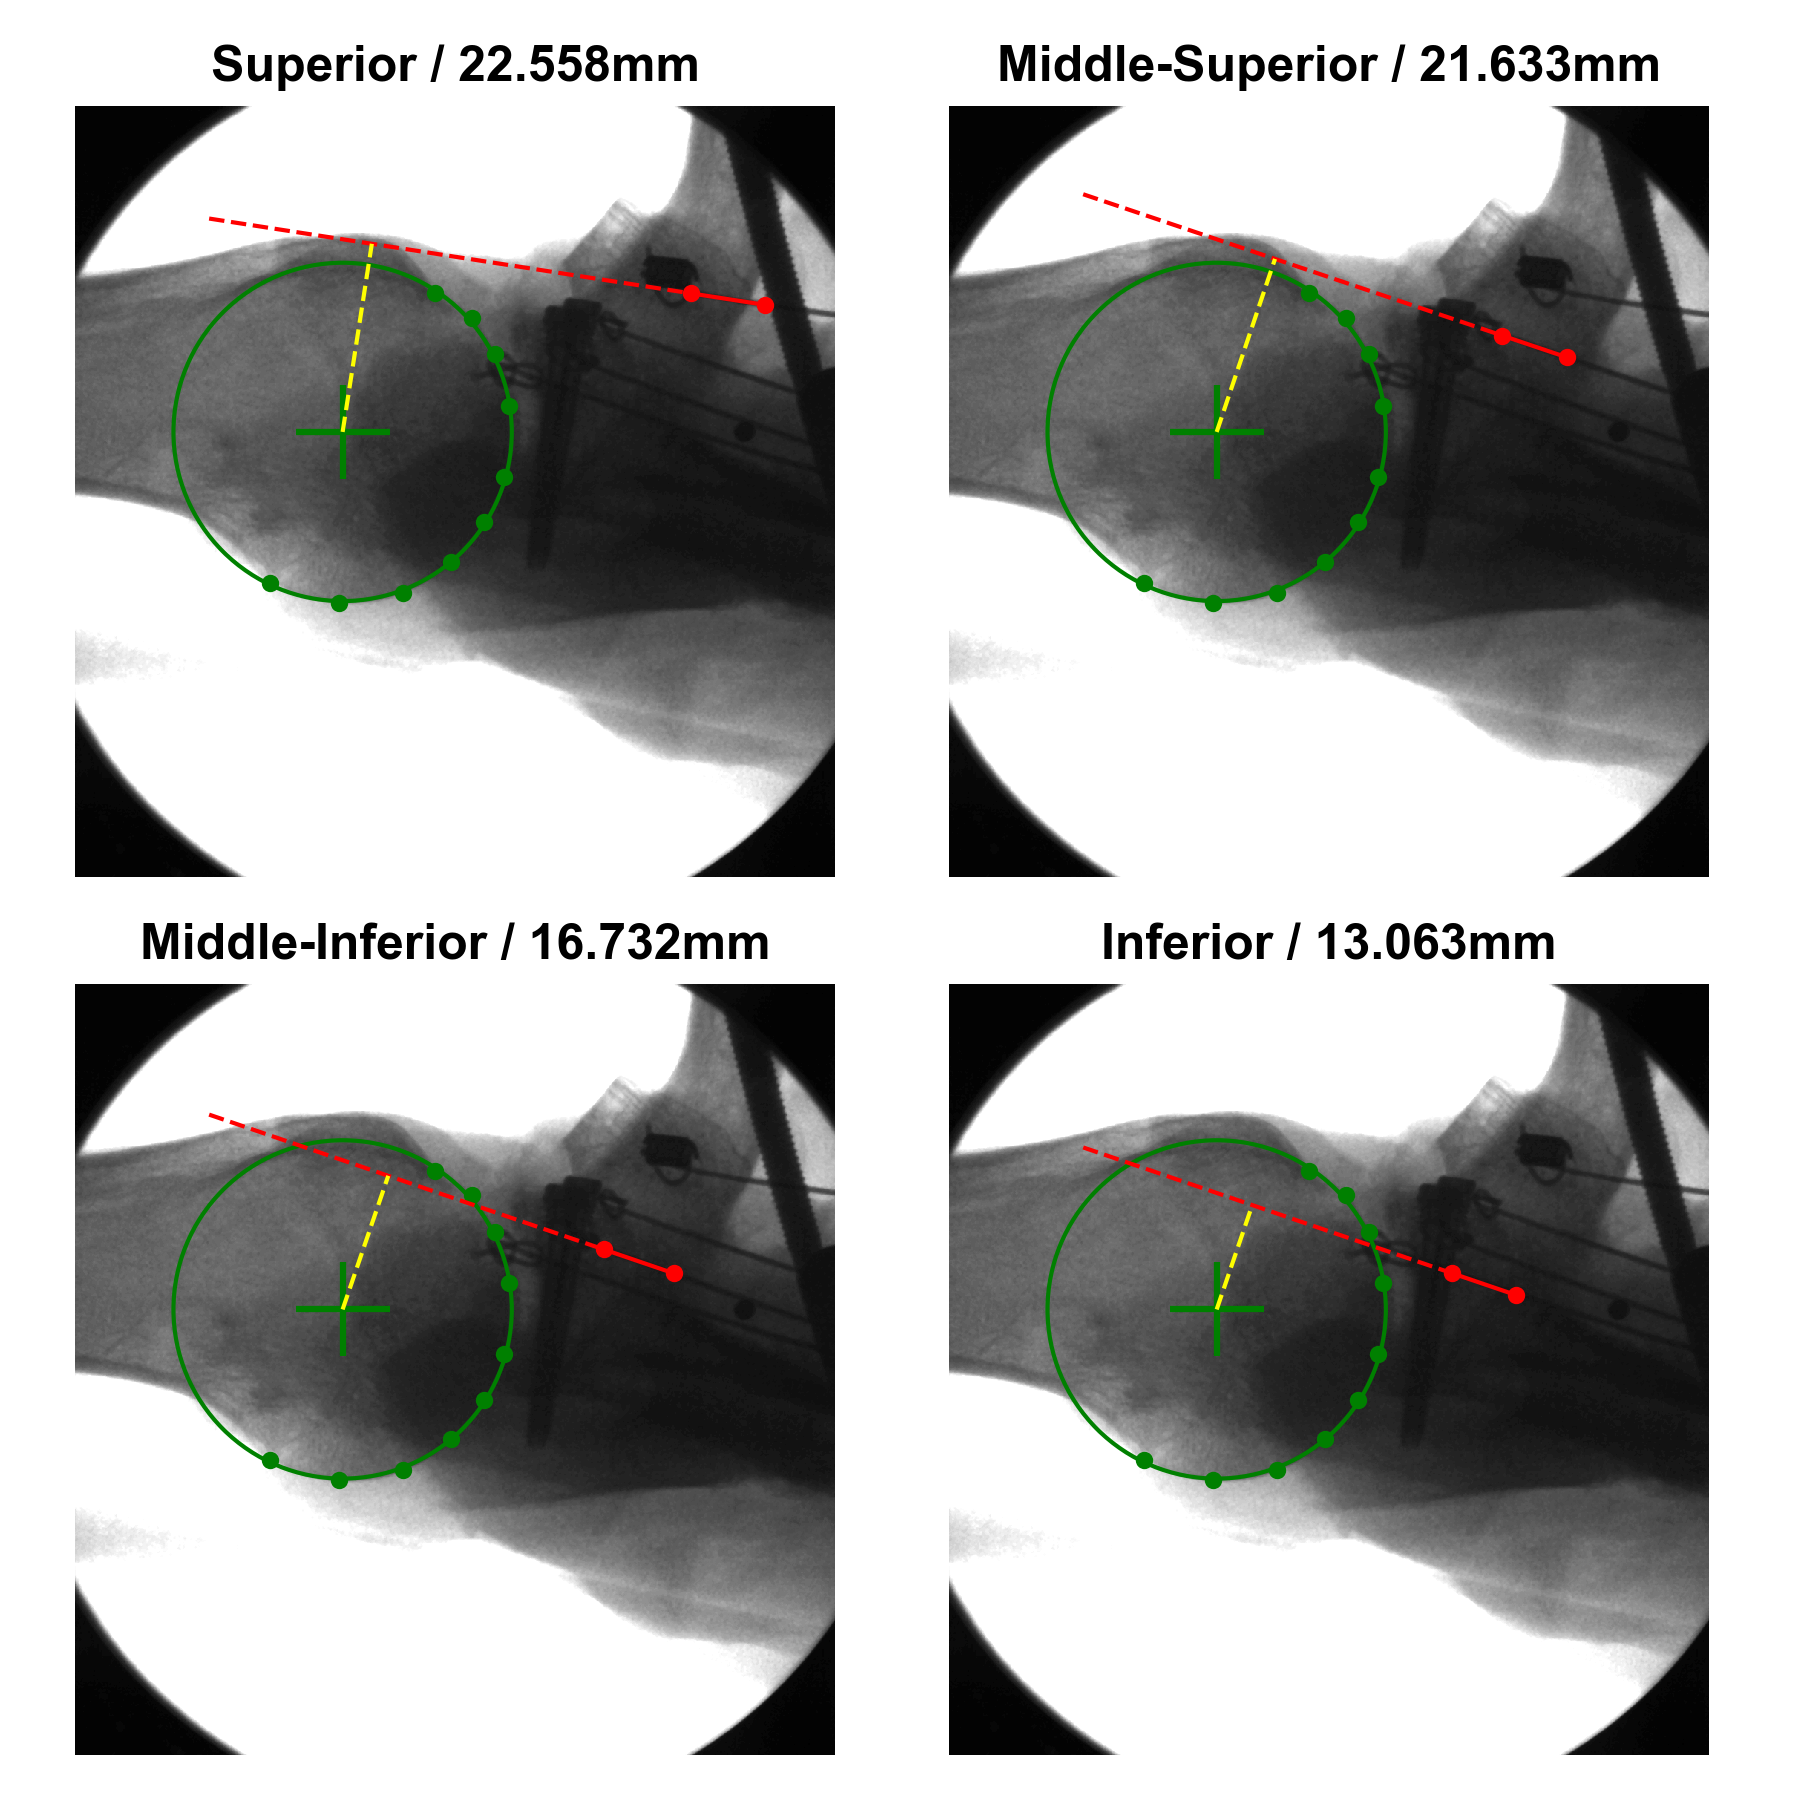 Superior / 22.558mm
Middle-Superior / 21.633mm
Middle-Inferior / 16.732mm
Inferior / 13.063mm